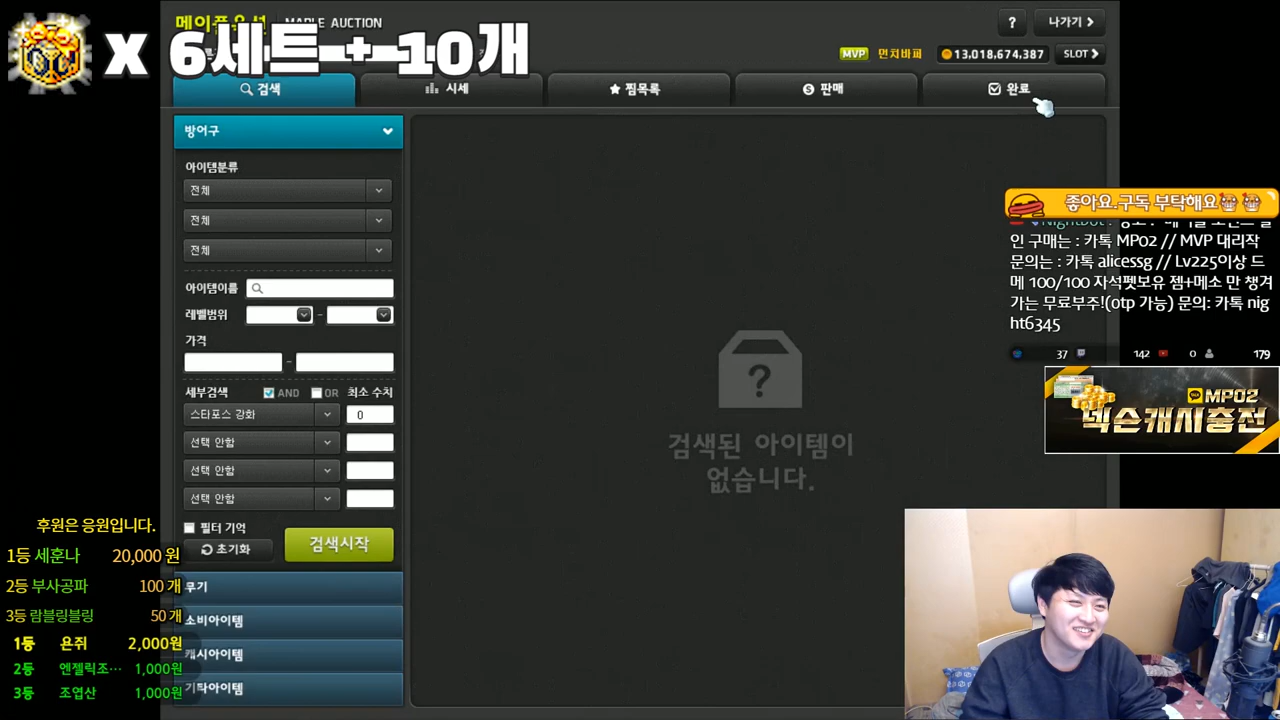 MAPLE AUCTION
X 6세트 + 10개
? 나가기
MVP 먼치바찌 13,018,674,387 SLOT
검색 시세 찜목록 판매 완료
방어구
아이템분류
전체
전체
전체
아이템이름
레벨범위 -
가격
-
세부검색 AND OR 최소 수치
스타포스 강화 0
선택 안함
선택 안함
선택 안함
필터 기억
초기화 검색시작
무기
소비아이템
캐시아이템
기타아이템
?
검색된 아이템이
없습니다.
좋아요.구독 부탁해요
인 구매는 : 카톡 MP02 // MVP 대리작
문의는 : 카톡 alicessg // Lv225이상 드
메 100/100 자석펫보유 젬+메소 만 챙겨
가는 무료부주!(otp 가능) 문의: 카톡 nig
ht6345
37 142 0 179
MP02
넥슨캐시충전
후원은 응원입니다.
1등 세훈나 20,000 원
2등 부사공파 100 개
3등 람블링블링 50 개
1등 욘쥐 2,000원
2등 엔젤릭조… 1,000원
3등 조엽산 1,000원